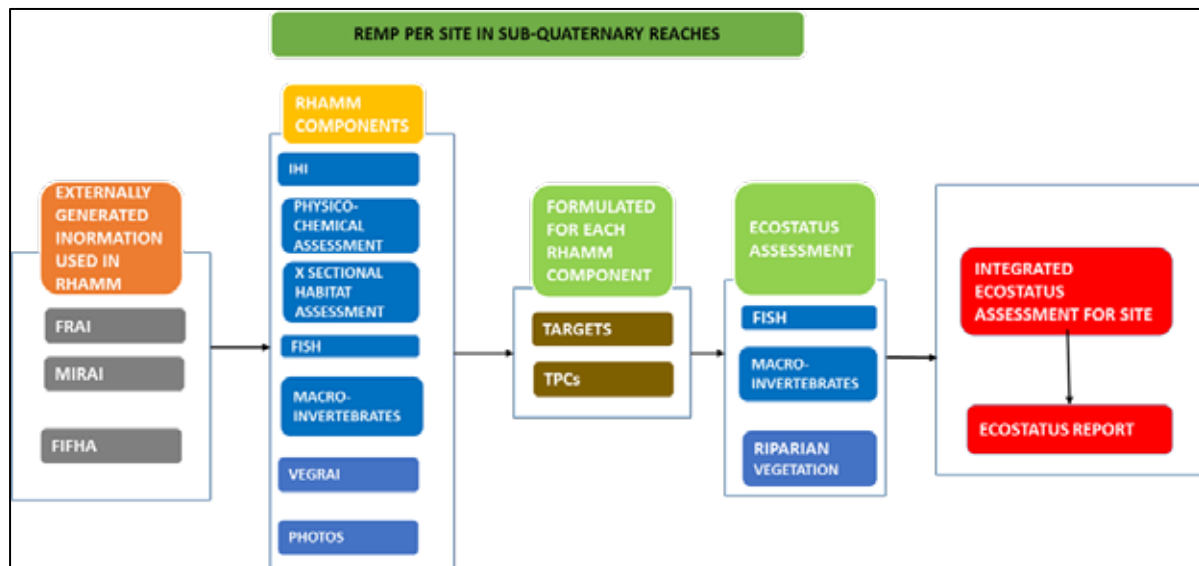 REMP PER SITE IN SUB-QUATERNARY REACHES
EXTERNALLY
GENERATED
INORMATION
USED IN
RHAMM
FRAI
MIRAI
FIFHA
RHAMM
COMPONENTS
IHI
PHYSICO-
CHEMICAL
ASSESSMENT
X SECTIONAL
HABITAT
ASSESSMENT
FISH
MACRO-
INVERTEBRATES
VEGRAI
PHOTOS
FORMULATED
FOR EACH
RHAMM
COMPONENT
TARGETS
TPCs
ECOSTATUS
ASSESSMENT
FISH
MACRO-
INVERTEBRATES
RIPARIAN
VEGETATION
INTEGRATED
ECOSTATUS
ASSESSMENT FOR SITE
ECOSTATUS REPORT